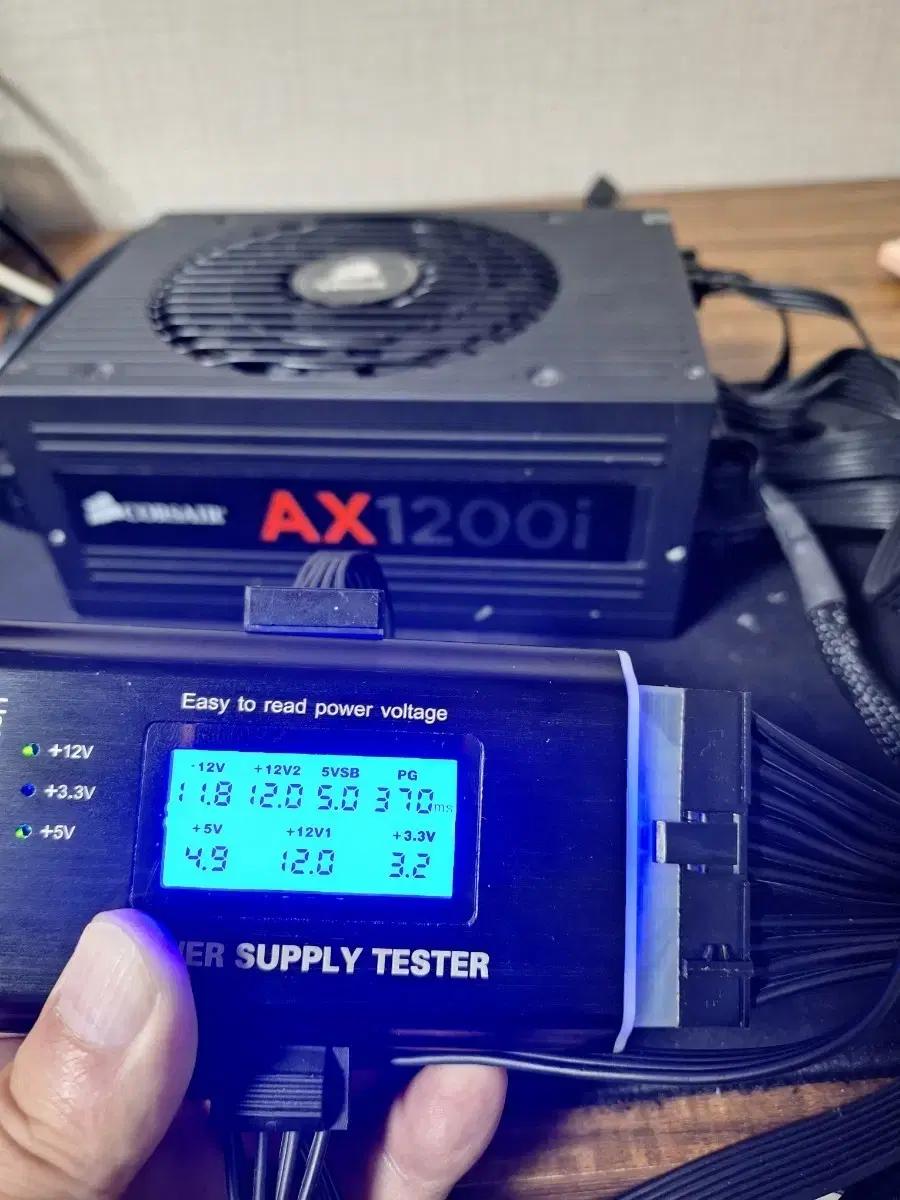 CORSAIR AX1200i
Easy to read power voltage
+12V
+3.3V
+5V
-12V +12V2 5VSB PG
11.8 12.0 5.0 370ms
+5V +12V1 +3.3V
4.9 12.0 3.2
SUPPLY TESTER